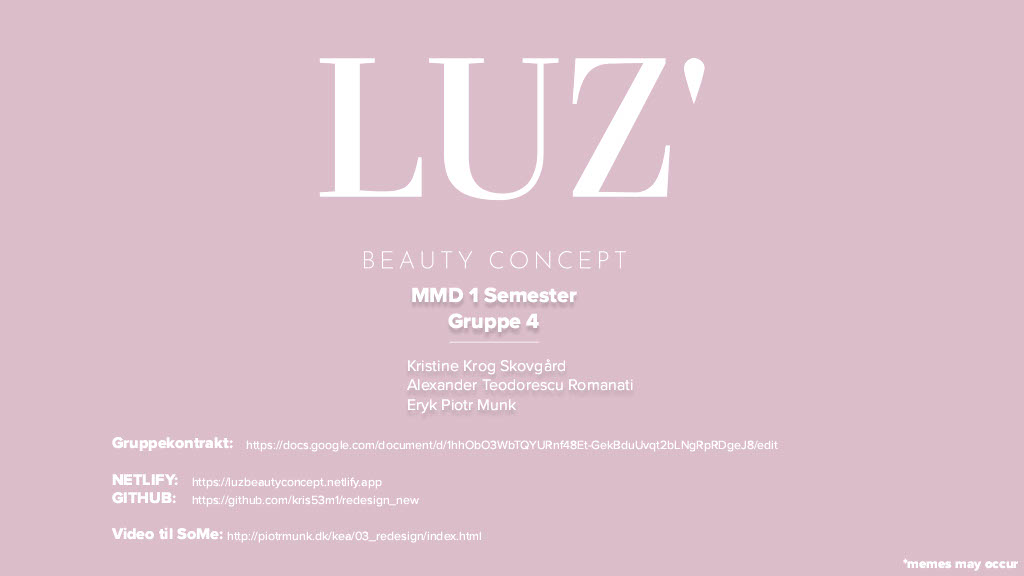 LUZ'
BEAUTY CONCEPT
MMD 1 Semester
Gruppe 4
Kristine Krog Skovgård
Alexander Teodorescu Romanati
Eryk Piotr Munk
Gruppekontrakt: https://docs.google.com/document/d/1hhObO3WbTQYURnf48Et-GekBduUvqt2bLNgRpRDgeJ8/edit
NETLIFY: https://luzbeautyconcept.netlify.app
GITHUB: https://github.com/kris53m1/redesign_new
Video til SoMe: http://piotrmunk.dk/kea/03_redesign/index.html
*memes may occur